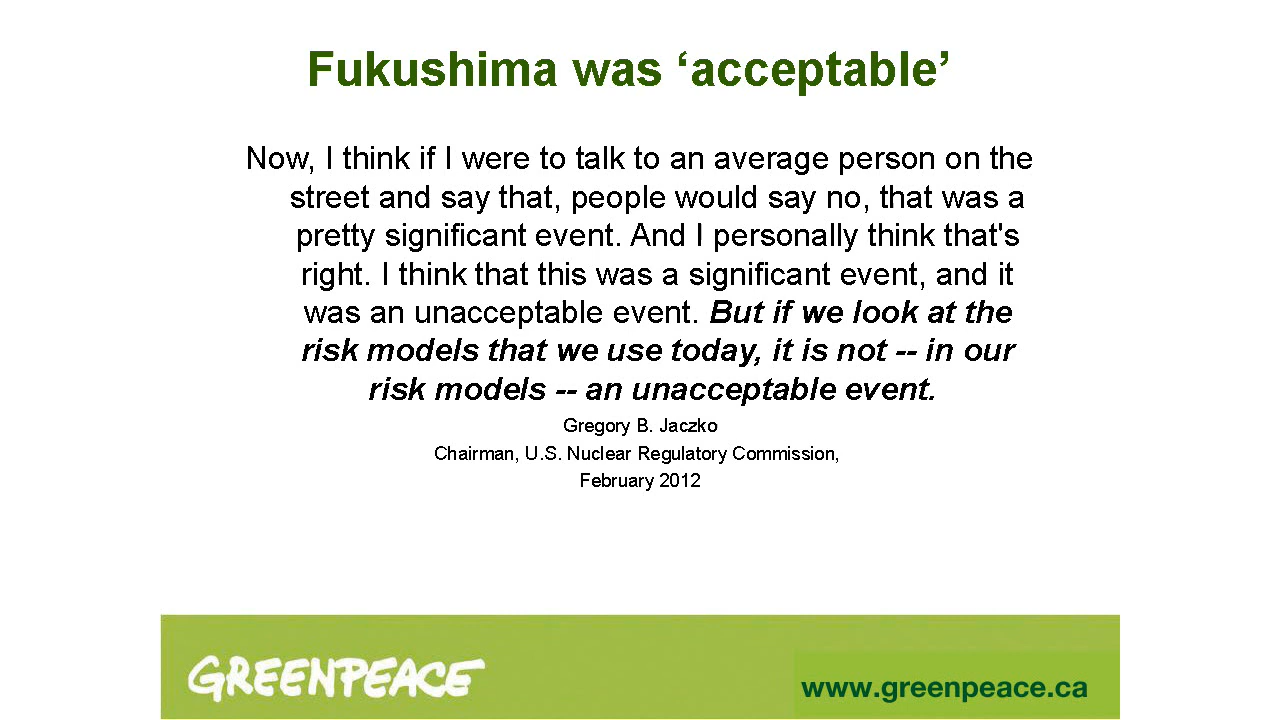 Fukushima was ‘acceptable’
Now, I think if I were to talk to an average person on the
street and say that, people would say no, that was a
pretty significant event. And I personally think that's
right. I think that this was a significant event, and it
was an unacceptable event. But if we look at the
risk models that we use today, it is not -- in our
risk models -- an unacceptable event.
Gregory B. Jaczko
Chairman, U.S. Nuclear Regulatory Commission,
February 2012
GREENPEACE
www.greenpeace.ca